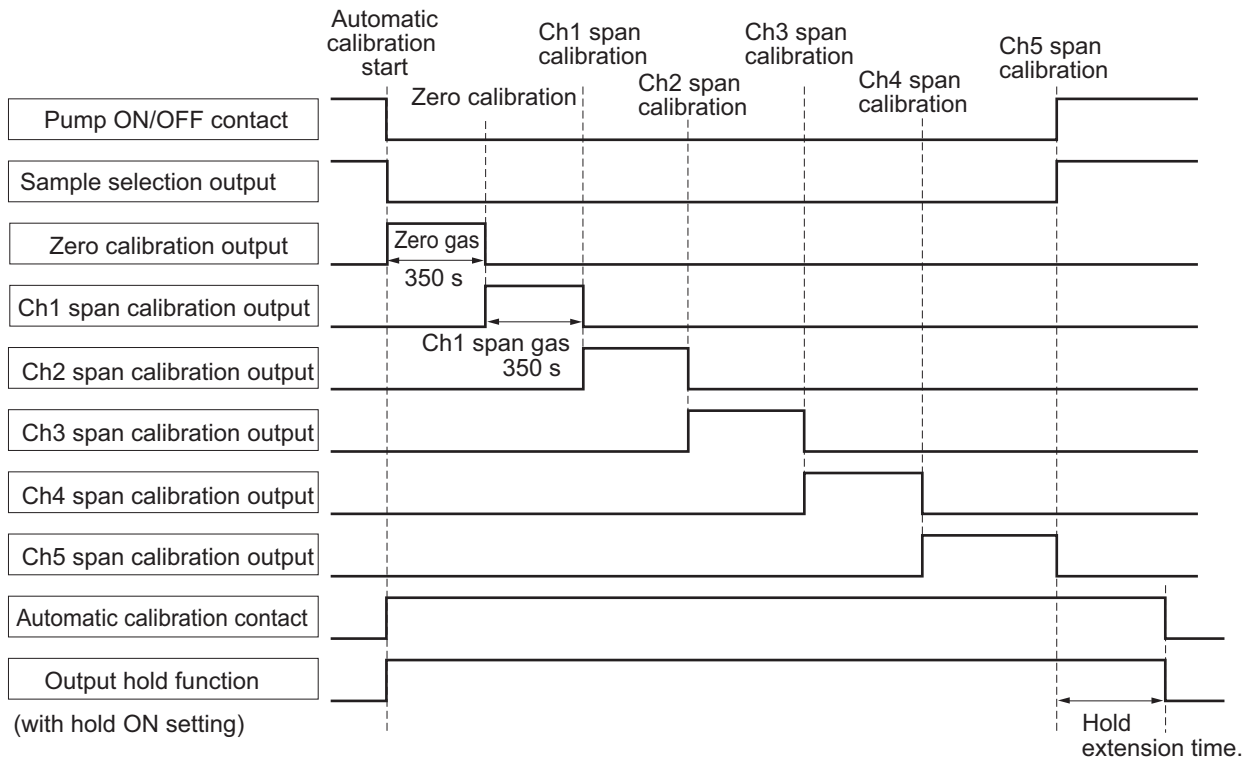 Automatic
calibration
start
Zero calibration
Ch1 span
calibration
Ch2 span
calibration
Ch3 span
calibration
Ch4 span
calibration
Ch5 span
calibration
Pump ON/OFF contact
Sample selection output
Zero calibration output
Zero gas
350 s
Ch1 span calibration output
Ch1 span gas
350 s
Ch2 span calibration output
Ch3 span calibration output
Ch4 span calibration output
Ch5 span calibration output
Automatic calibration contact
Output hold function
(with hold ON setting)
Hold
extension time.